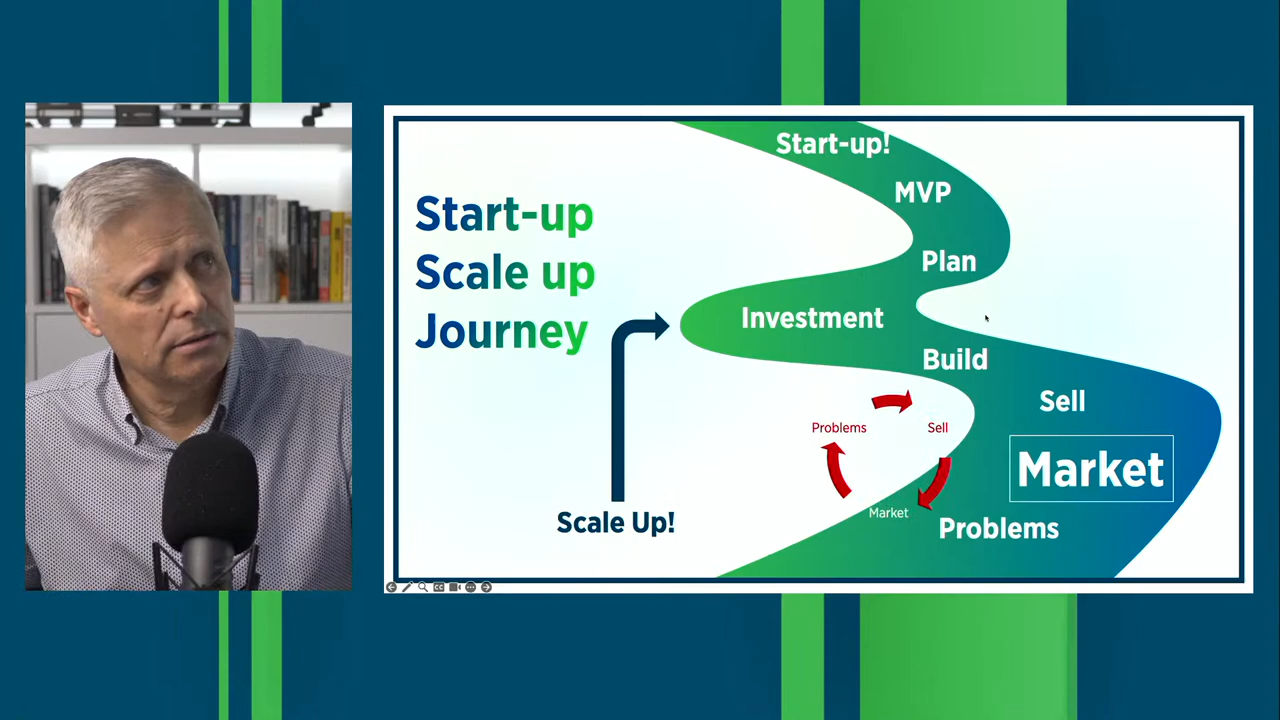 Start-up
Scale up
Journey
Start-up!
MVP
Plan
Investment
Build
Sell
Market
Problems
Problems
Sell
Market
Scale Up!